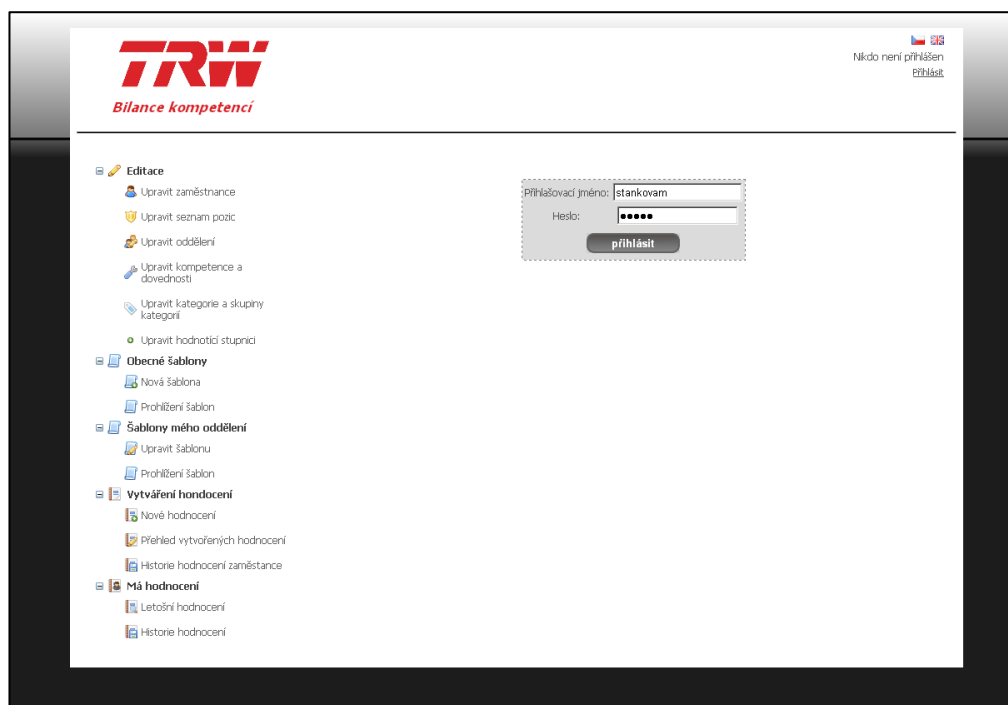 TRW
Bilance kompetencí
Nikdo není přihlášen
Přihlásit
Editace
Upravit zaměstnance
Upravit seznam pozic
Upravit oddělení
Upravit kompetence a
dovednosti
Upravit kategorie a skupiny
kategorií
Upravit hodnotící stupnici
Obecné šablony
Nová šablona
Prohlížení šablon
Šablony mého oddělení
Upravit šablonu
Prohlížení šablon
Vytváření hondocení
Nové hodnocení
Přehled vytvořených hodnocení
Historie hodnocení zaměstance
Má hodnocení
Letošní hodnocení
Historie hodnocení
Přihlašovací jméno: stankovam
Heslo: ●●●●●
přihlásit